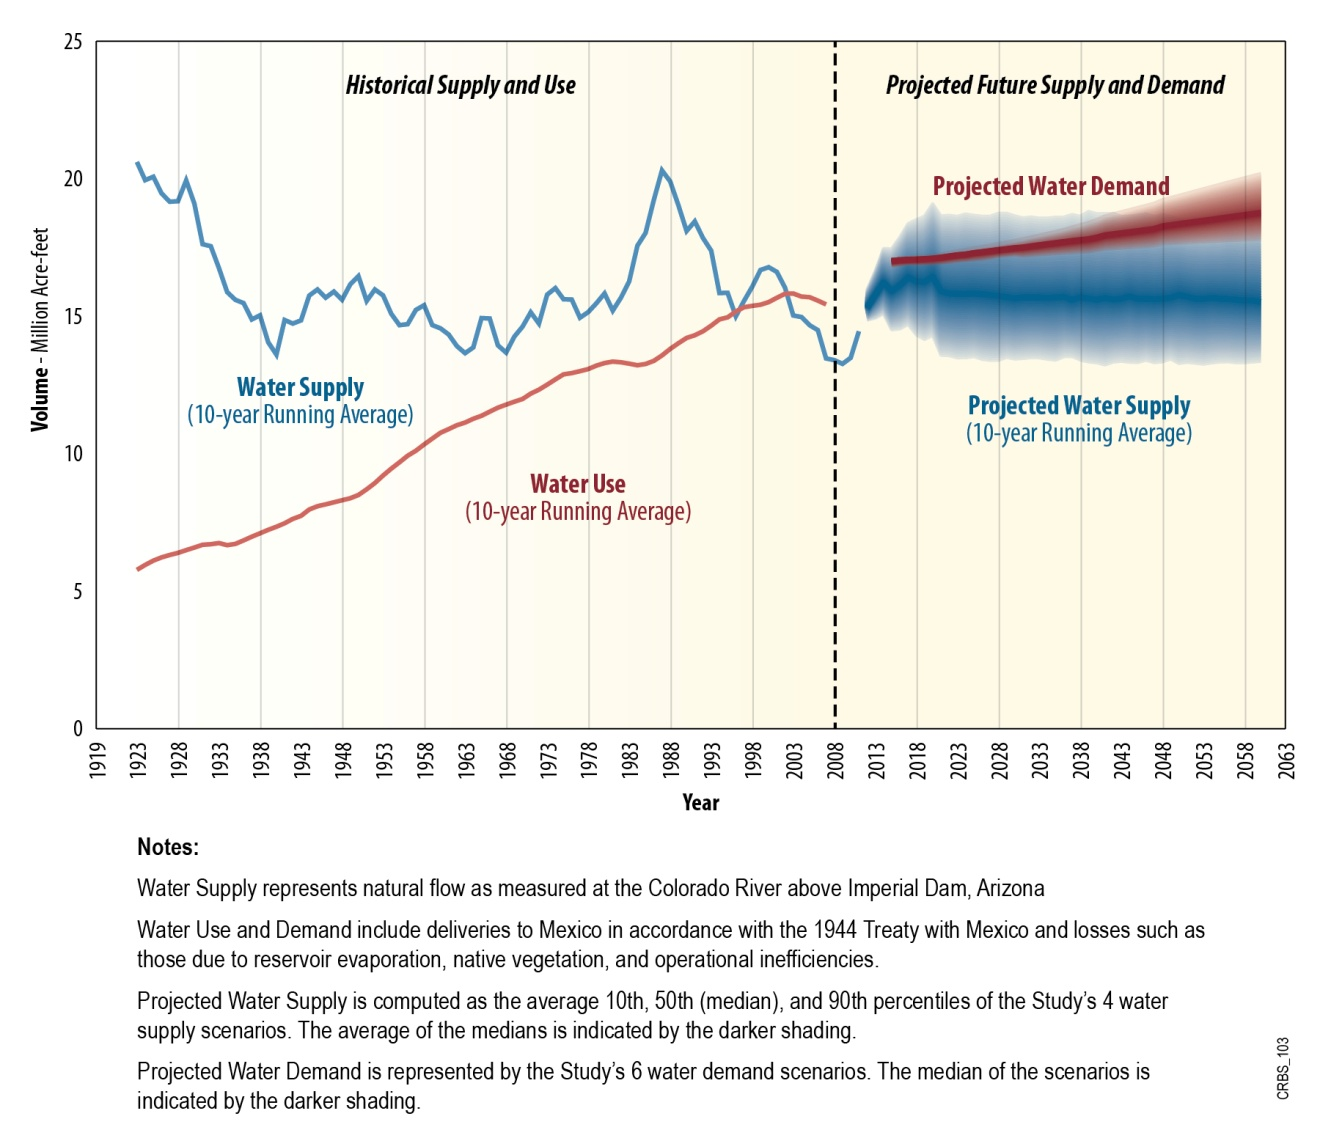 25
Historical Supply and Use
Projected Future Supply and Demand
20
Projected Water Demand
15
Volume - Million Acre-feet
Water Supply
(10-year Running Average)
Projected Water Supply
(10-year Running Average)
10
Water Use
(10-year Running Average)
5
0
1919 1923 1928 1933 1938 1943 1948 1953 1958 1963 1968 1973 1978 1983 1988 1993 1998 2003 2008 2013 2018 2023 2028 2033 2038 2043 2048 2053 2058 2063
Year
Notes:
Water Supply represents natural flow as measured at the Colorado River above Imperial Dam, Arizona
Water Use and Demand include deliveries to Mexico in accordance with the 1944 Treaty with Mexico and losses such as
those due to reservoir evaporation, native vegetation, and operational inefficiencies.
Projected Water Supply is computed as the average 10th, 50th (median), and 90th percentiles of the Study's 4 water
supply scenarios. The average of the medians is indicated by the darker shading.
Projected Water Demand is represented by the Study's 6 water demand scenarios. The median of the scenarios is
indicated by the darker shading.
CRBS_103